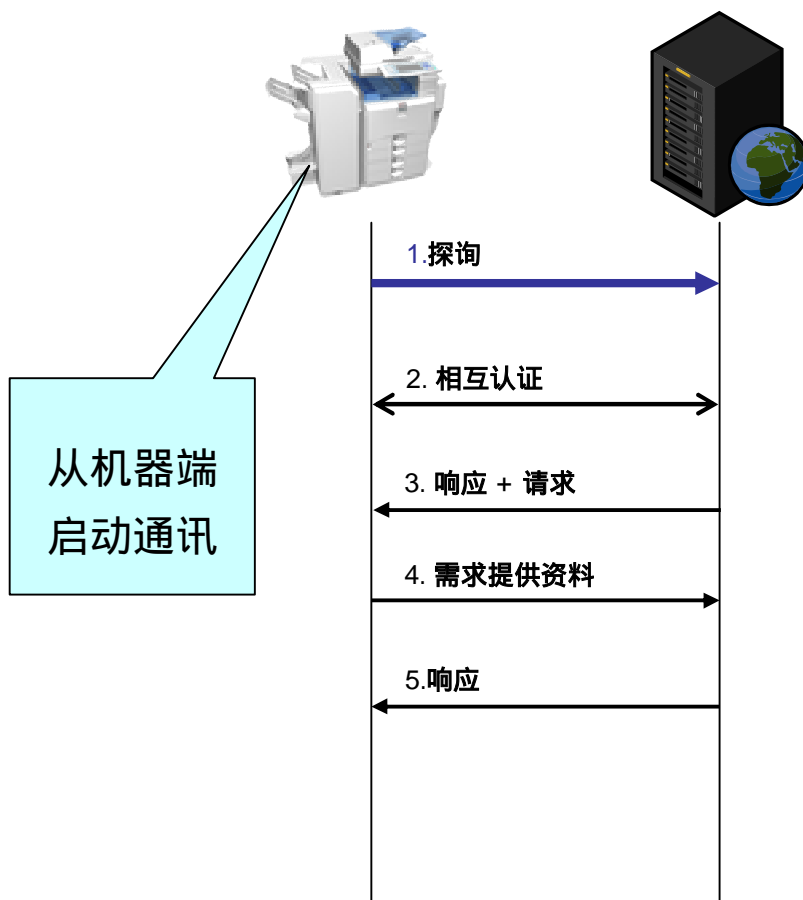 1.探询
2. 相互认证
从机器端
启动通讯
3. 响应 + 请求
4. 需求提供资料
5.响应